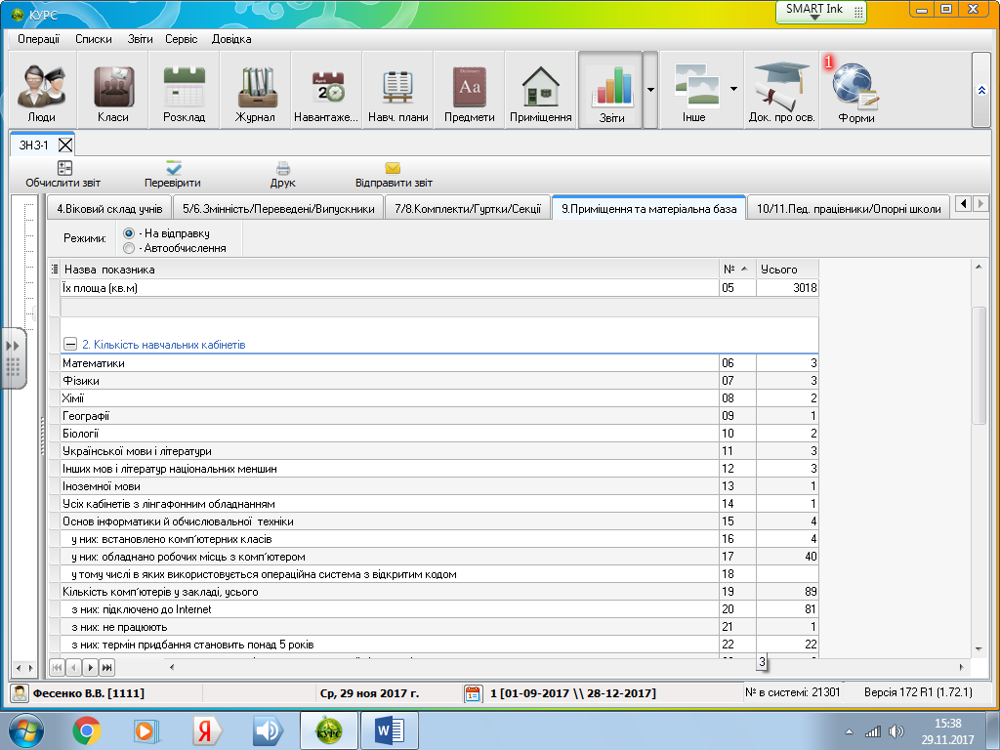 КУРС
SMART Ink
Операції Списки Звіти Сервіс Довідка
1
Люди Класи Розклад Журнал Навантаже... Навч. плани Предмети Приміщення Звіти Інше Док. про осв. Форми
ЗНЗ-1
Обчислити звіт Перевірити Друк Відправити звіт
4.Віковий склад учнів 5/6.Змінність/Переведені/Випускники 7/8.Комплекти/Гуртки/Секції 9.Приміщення та матеріальна база 10/11.Пед. працівники/Опорні школи
Режими: - На відправку
- Автообчислення
Назва показника № Усього
Їх площа (кв.м) 05 3018
2. Кількість навчальних кабінетів
Математики 06 3
Фізики 07 3
Хімії 08 2
Географії 09 1
Біології 10 2
Української мови і літератури 11 3
Інших мов і літератур національних меншин 12 3
Іноземної мови 13 1
Усіх кабінетів з лінгафонним обладнанням 14 1
Основ інформатики й обчислювальної техніки 15 4
у них: встановлено комп'ютерних класів 16 4
у них: обладнано робочих місць з комп'ютером 17 40
у тому числі в яких використовується операційна система з відкритим кодом 18
Кількість комп'ютерів у закладі, усього 19 89
з них: підключено до Internet 20 81
з них: не працюють 21 1
з них: термін придбання становить понад 5 років 22 22
3
Фесенко В.В. [1111] Ср, 29 ноя 2017 г. 1 [01-09-2017 \\ 28-12-2017] № в системі: 21301 Версія 172 R1 (1.72.1)
15:38
29.11.2017